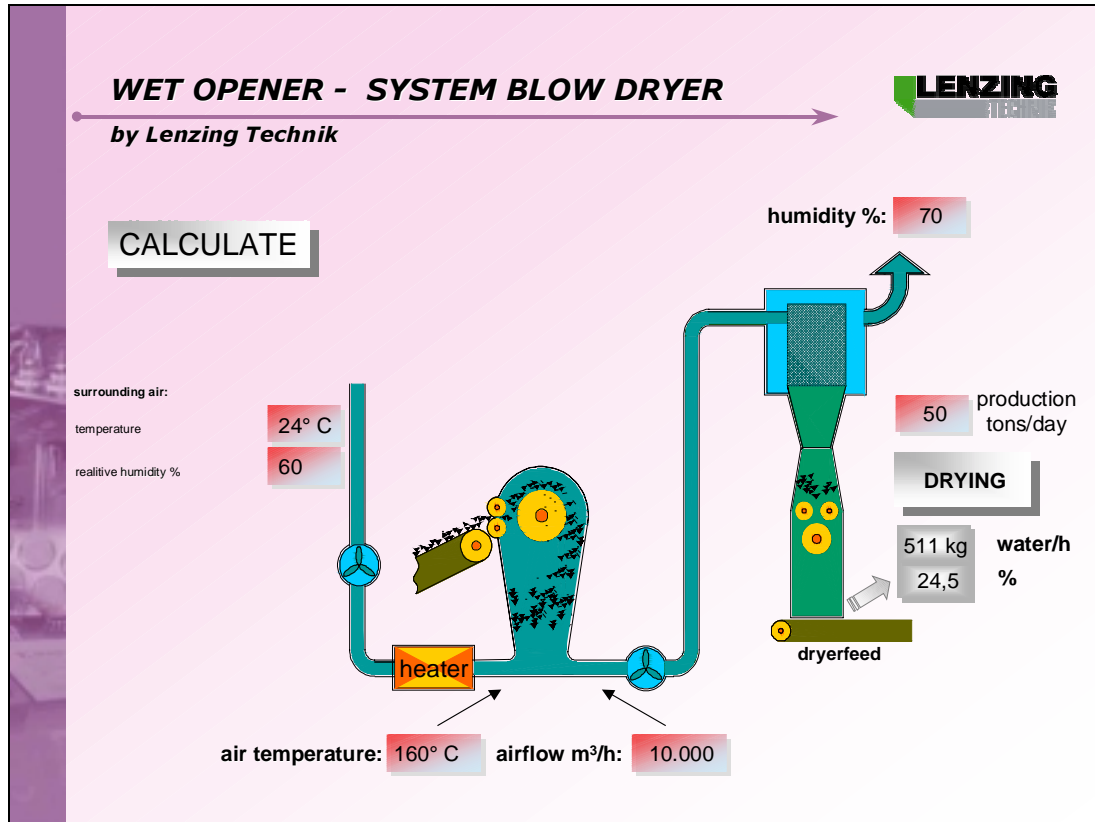 WET OPENER - SYSTEM BLOW DRYER
by Lenzing Technik
LENZING
TECHNIK
CALCULATE
humidity %: 70
surrounding air:
temperature 24° C
realitive humidity % 60
50 production
tons/day
DRYING
511 kg water/h
24,5 %
dryerfeed
heater
air temperature: 160° C airflow m³/h: 10.000